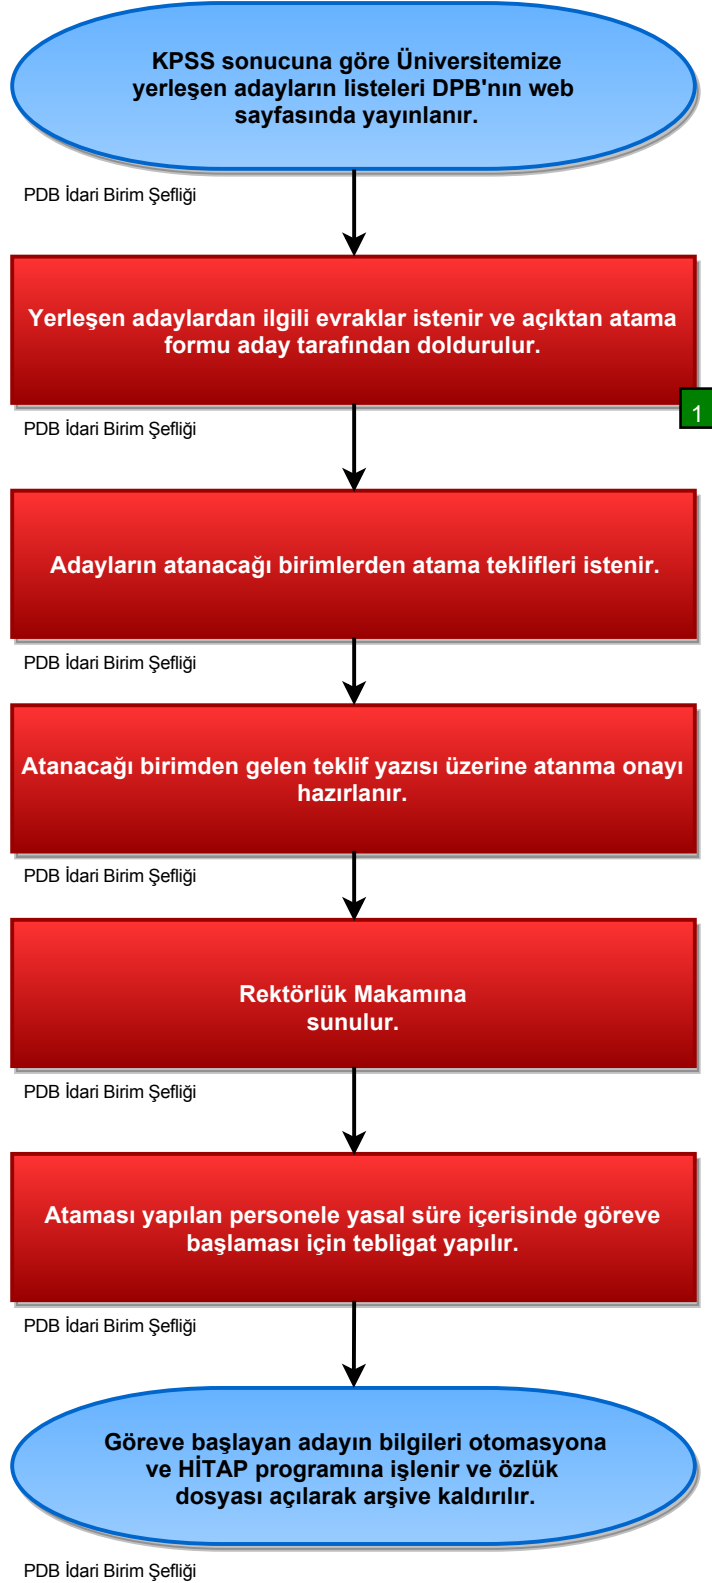 KPSS sonucuna göre Üniversitemize
yerleşen adayların listeleri DPB'nın web
sayfasında yayınlanır.
PDB İdari Birim Şefliği
Yerleşen adaylardan ilgili evraklar istenir ve açıktan atama
formu aday tarafından doldurulur.
1
PDB İdari Birim Şefliği
Adayların atanacağı birimlerden atama teklifleri istenir.
PDB İdari Birim Şefliği
Atanacağı birimden gelen teklif yazısı üzerine atanma onayı
hazırlanır.
PDB İdari Birim Şefliği
Rektörlük Makamına
sunulur.
PDB İdari Birim Şefliği
Ataması yapılan personele yasal süre içerisinde göreve
başlaması için tebligat yapılır.
PDB İdari Birim Şefliği
Göreve başlayan adayın bilgileri otomasyona
ve HİTAP programına işlenir ve özlük
dosyası açılarak arşive kaldırılır.
PDB İdari Birim Şefliği